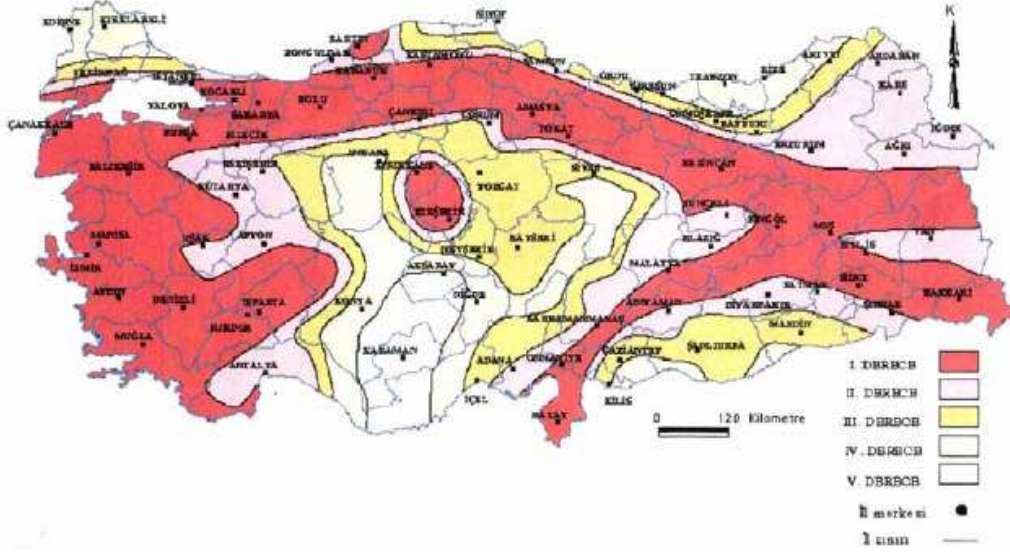 EDİRNE KIRKLARELİ
SİNOP
K
BARTIN
ZONGULDAK
KASTAMONU
SAMSUN
ORDU
GİRESUN
TRABZON
RİZE
ARTVİN
ARDAHAN
TEKİRDAĞ
İSTANBUL
KOCAELİ
YALOVA
SAKARYA
BOLU
KARABÜK
ÇANKIRI
ÇORUM
AMASYA
TOKAT
GÜMÜŞHANE
BAYBURT
KARS
ÇANAKKALE
BURSA
BİLECİK
ERZURUM
AĞRI
IĞDIR
BALIKESİR
ESKİŞEHİR
ANKARA
KIRIKKALE
YOZGAT
SİVAS
ERZİNCAN
KÜTAHYA
KIRŞEHİR
TUNCELİ
BİNGÖL
MUŞ
MANİSA
UŞAK
AFYON
NEVŞEHİR
KAYSERİ
ELAZIĞ
BİTLİS
VAN
İZMİR
AKSARAY
MALATYA
AYDIN
DENİZLİ
ISPARTA
BURDUR
KONYA
NİĞDE
ADIYAMAN
DİYARBAKIR
BATMAN
SİİRT
ŞIRNAK
HAKKARİ
KAHRAMANMARAŞ
MUĞLA
KARAMAN
ADANA
OSMANİYE
GAZİANTEP
ŞANLIURFA
MARDİN
ANTALYA
İÇEL
KİLİS
HATAY
0 120 Kilometre
I. DERECE
II. DERECE
III. DERECE
IV. DERECE
V. DERECE
İl merkezi
İl sınırı